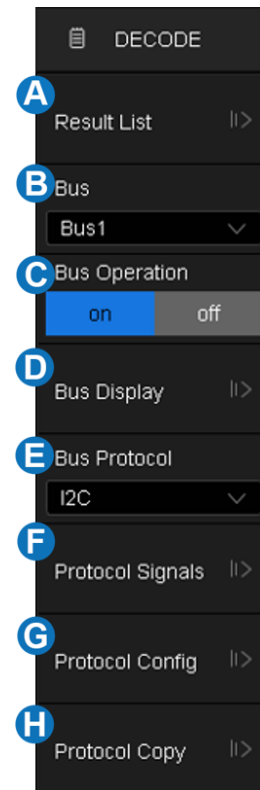 DECODE
A
Result List
B
Bus
Bus1
C
Bus Operation
on off
D
Bus Display
E
Bus Protocol
I2C
F
Protocol Signals
G
Protocol Config
H
Protocol Copy